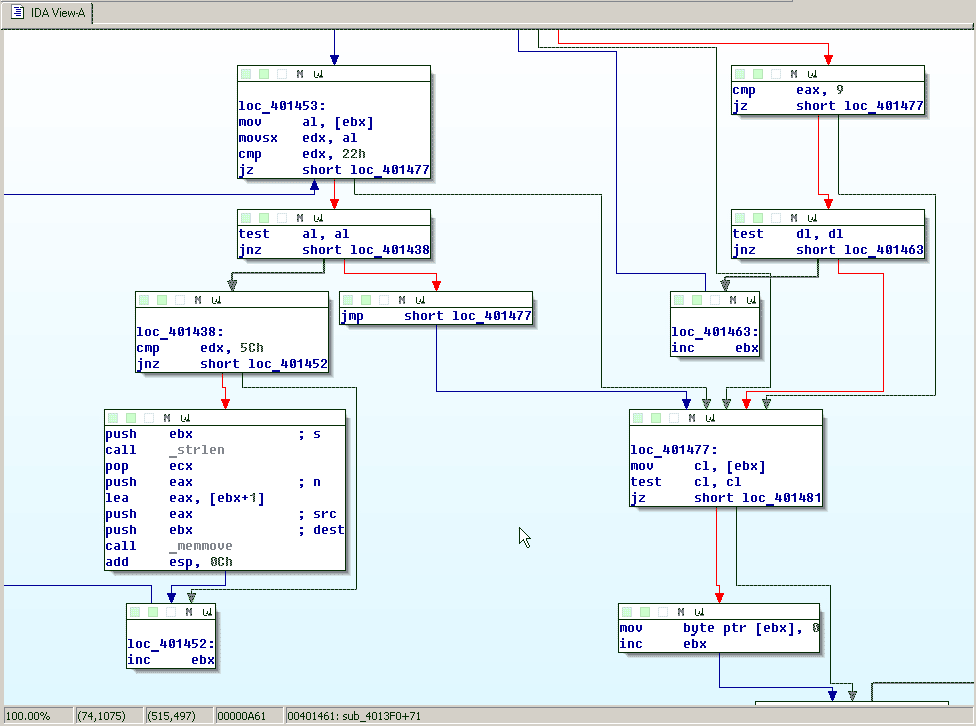 IDA View-A
loc_401453:
mov al, [ebx]
movsx edx, al
cmp edx, 22h
jz short loc_401477
cmp eax, 9
jz short loc_401477
test al, al
jnz short loc_401438
test dl, dl
jnz short loc_401463
loc_401438:
cmp edx, 5Ch
jnz short loc_401452
jmp short loc_401477
loc_401463:
inc ebx
push ebx ; s
call _strlen
pop ecx
push eax ; n
lea eax, [ebx+1]
push eax ; src
push ebx ; dest
call _memmove
add esp, 0Ch
loc_401477:
mov cl, [ebx]
test cl, cl
jz short loc_401481
loc_401452:
inc ebx
mov byte ptr [ebx], 0
inc ebx
100.00% (74,1075) (515,497) 00000A61 00401461: sub_4013F0+71